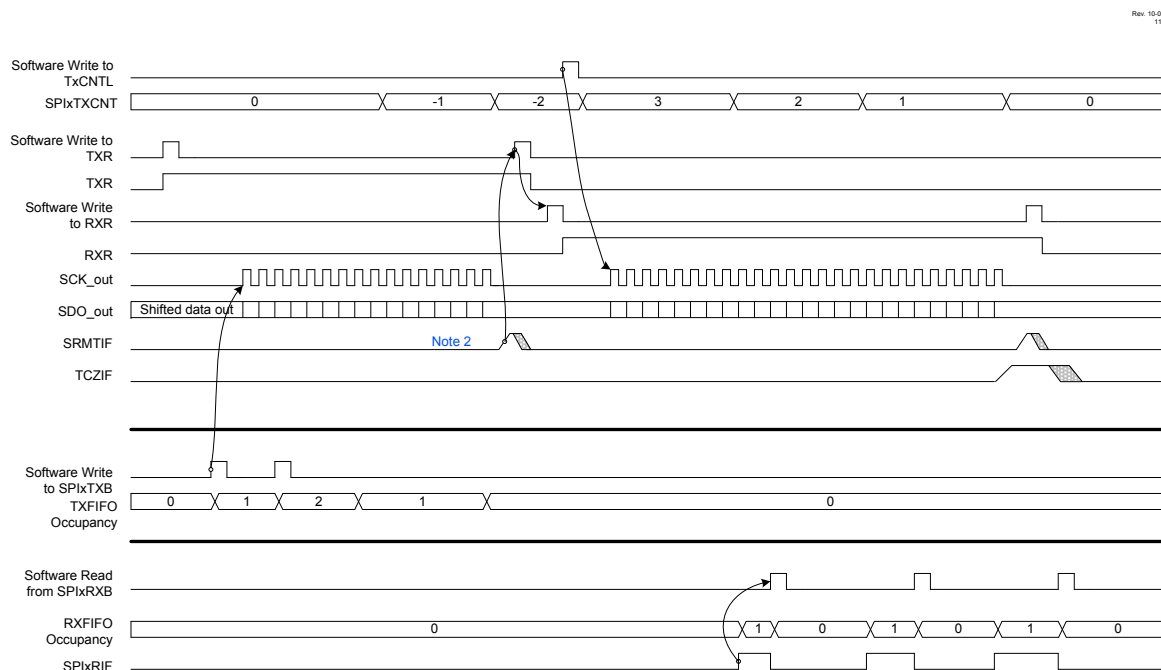 Rev. 10-0
11
Software Write to
TxCNTL
SPIxTXCNT 0 -1 -2 3 2 1 0
Software Write to
TXR
TXR
Software Write
to RXR
RXR
SCK_out
SDO_out Shifted data out
SRMTIF Note 2
TCZIF
Software Write
to SPIxTXB
TXFIFO 0 1 2 1 0
Occupancy
Software Read
from SPIxRXB
RXFIFO 0 1 0 1 0 1 0
Occupancy
SPIxRIF